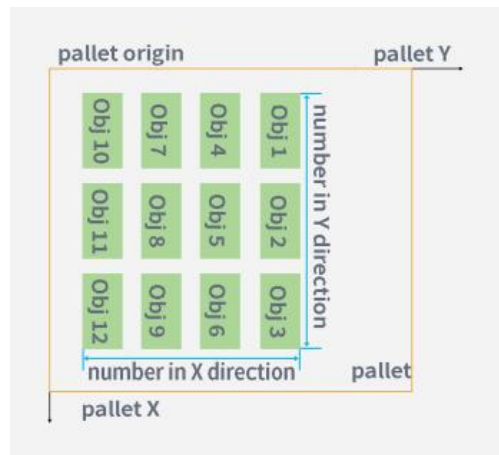 pallet origin
pallet Y
Obj 10
Obj 7
Obj 4
Obj 1
number in Y direction
Obj 11
Obj 8
Obj 5
Obj 2
Obj 12
Obj 9
Obj 6
Obj 3
number in X direction
pallet
pallet X